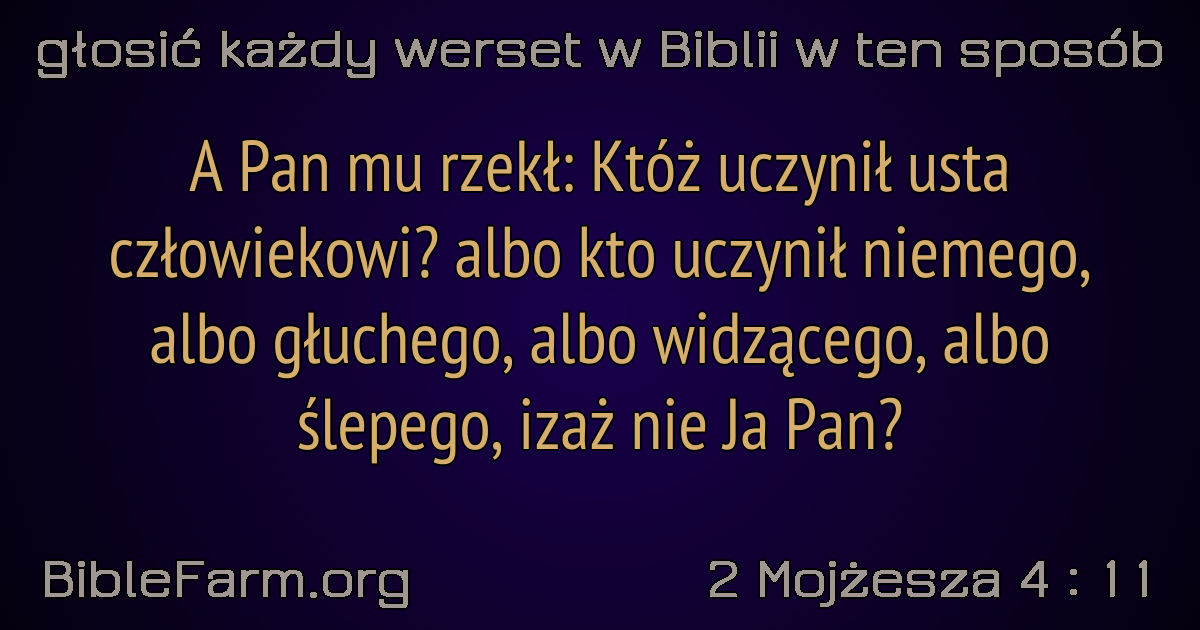 głosić każdy werset w Biblii w ten sposób
A Pan mu rzekł: Któż uczynił usta
człowiekowi? albo kto uczynił niemego,
albo głuchego, albo widzącego, albo
ślepego, izaż nie Ja Pan?
BibleFarm.org
2 Mojżesza 4 : 11